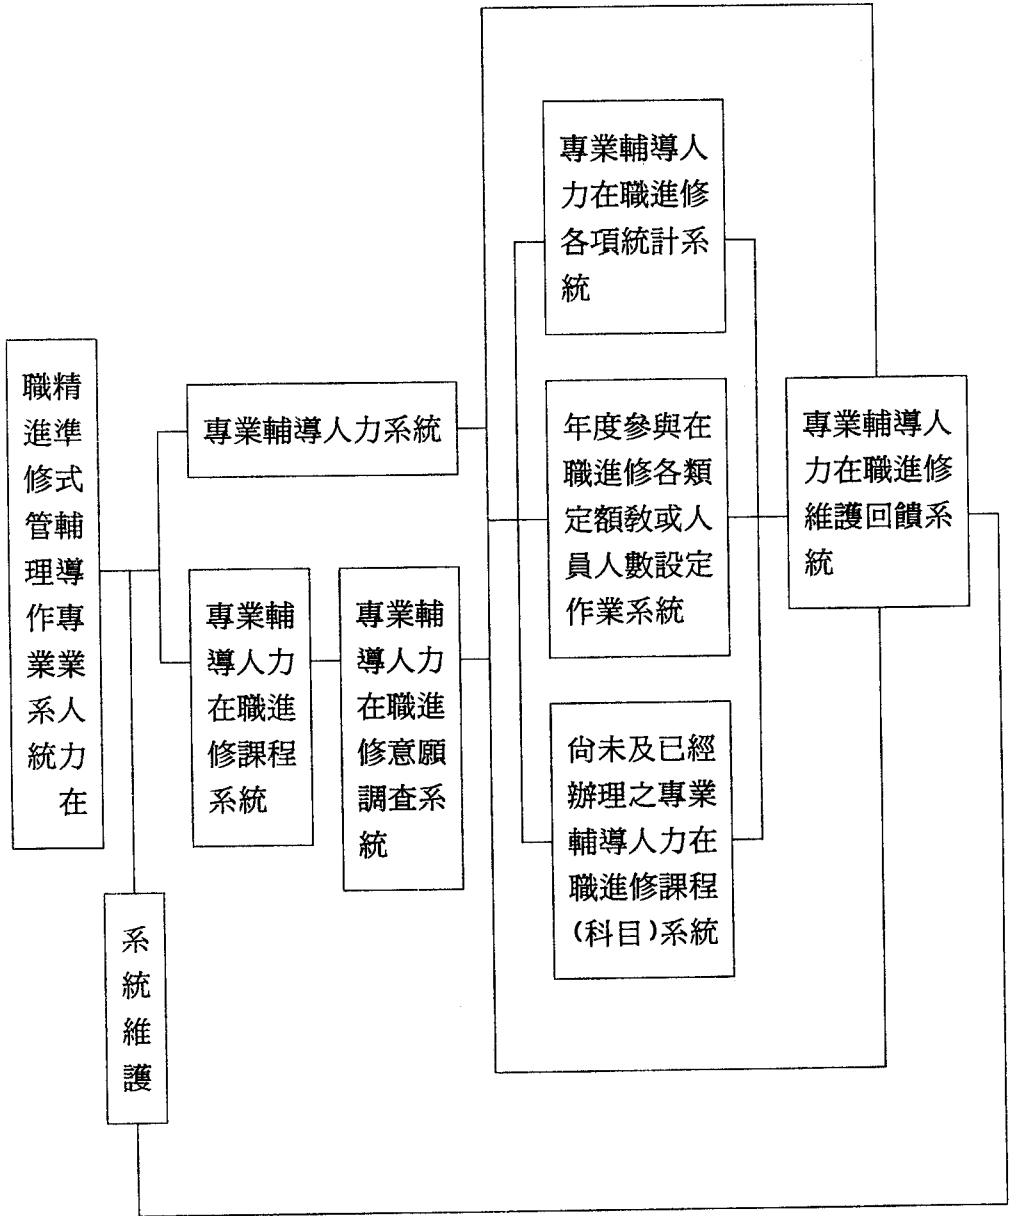 精準式輔導專業人力在
職進修管理作業系統
專業輔導人力系統
專業輔
導人力
在職進
修課程
系統
專業輔
導人力
在職進
修意願
調查系
統
專業輔導人
力在職進修
各項統計系
統
年度參與在
職進修各類
定額教或人
員人數設定
作業系統
尚未及已經
辦理之專業
輔導人力在
職進修課程
(科目)系統
專業輔導人
力在職進修
維護回饋系
統
系統維護